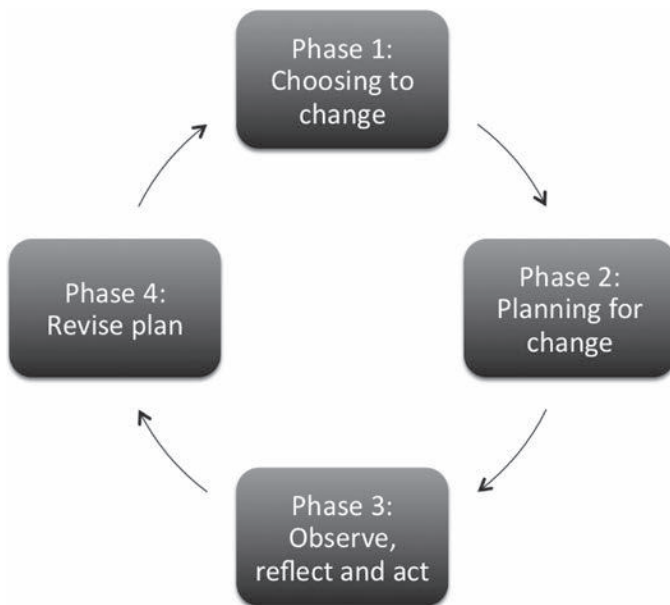 Phase 1:
Choosing to
change
Phase 2:
Planning for
change
Phase 3:
Observe,
reflect and act
Phase 4:
Revise plan